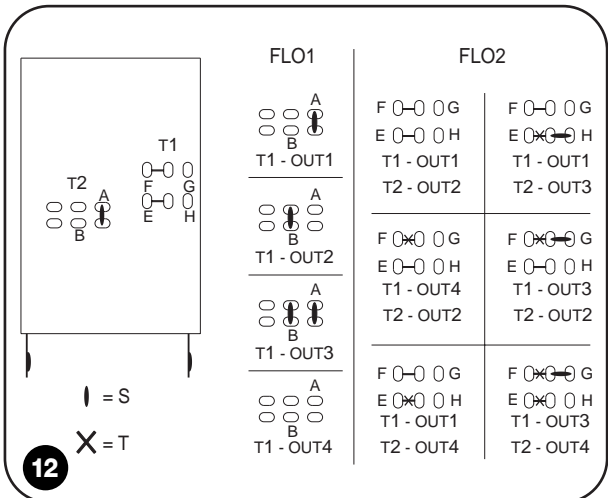 FLO1
FLO2
T1
F G
E H
T2
A
B
A
B
T1 - OUT1
A
B
T1 - OUT2
A
B
T1 - OUT3
A
B
T1 - OUT4
F G
E H
T1 - OUT1
T2 - OUT2
F G
E H
T1 - OUT1
T2 - OUT3
F G
E H
T1 - OUT4
T2 - OUT2
F G
E H
T1 - OUT3
T2 - OUT2
F G
E H
T1 - OUT1
T2 - OUT4
F G
E H
T1 - OUT3
T2 - OUT4
= S
= T
12